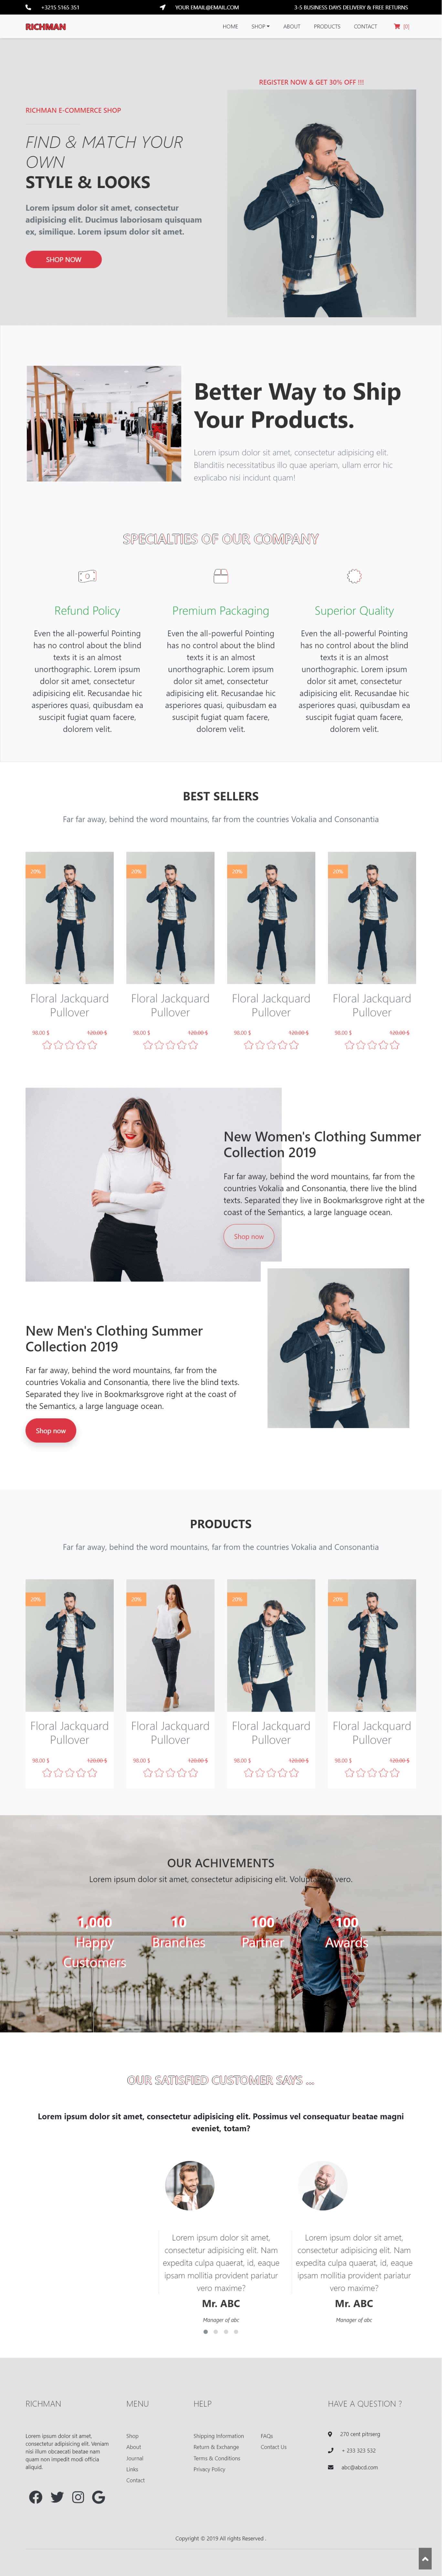 +3215 5165 351
YOUR EMAIL@EMAIL.COM
3-5 BUSINESS DAYS DELIVERY & FREE RETURNS
RICHMAN
HOME SHOP ABOUT PRODUCTS CONTACT [0]
REGISTER NOW & GET 30% OFF !!!
RICHMAN E-COMMERCE SHOP
FIND & MATCH YOUR
OWN
STYLE & LOOKS
Lorem ipsum dolor sit amet, consectetur
adipisicing elit. Ducimus laboriosam quisquam
ex, similique. Lorem ipsum dolor sit amet.
SHOP NOW
Better Way to Ship
Your Products.
Lorem ipsum dolor sit amet, consectetur adipisicing elit.
Blanditiis necessitatibus illo quae aperiam, ullam error hic
explicabo nisi incidunt quam!
SPECIALTIES OF OUR COMPANY
Refund Policy
Even the all-powerful Pointing
has no control about the blind
texts it is an almost
unorthographic. Lorem ipsum
dolor sit amet, consectetur
adipisicing elit. Recusandae hic
asperiores quasi, quibusdam ea
suscipit fugiat quam facere,
dolorem velit.
Premium Packaging
Even the all-powerful Pointing
has no control about the blind
texts it is an almost
unorthographic. Lorem ipsum
dolor sit amet, consectetur
adipisicing elit. Recusandae hic
asperiores quasi, quibusdam ea
suscipit fugiat quam facere,
dolorem velit.
Superior Quality
Even the all-powerful Pointing
has no control about the blind
texts it is an almost
unorthographic. Lorem ipsum
dolor sit amet, consectetur
adipisicing elit. Recusandae hic
asperiores quasi, quibusdam ea
suscipit fugiat quam facere,
dolorem velit.
BEST SELLERS
Far far away, behind the word mountains, far from the countries Vokalia and Consonantia
20%
Floral Jackquard
Pullover
98.00 $ 120,00 $
20%
Floral Jackquard
Pullover
98.00 $ 120,00 $
20%
Floral Jackquard
Pullover
98.00 $ 120,00 $
20%
Floral Jackquard
Pullover
98.00 $ 120,00 $
New Women's Clothing Summer
Collection 2019
Far far away, behind the word mountains, far from the
countries Vokalia and Consonantia, there live the blind
texts. Separated they live in Bookmarksgrove right at the
coast of the Semantics, a large language ocean.
Shop now
New Men's Clothing Summer
Collection 2019
Far far away, behind the word mountains, far from the
countries Vokalia and Consonantia, there live the blind texts.
Separated they live in Bookmarksgrove right at the coast of
the Semantics, a large language ocean.
Shop now
PRODUCTS
Far far away, behind the word mountains, far from the countries Vokalia and Consonantia
20%
Floral Jackquard
Pullover
98.00 $ 120,00 $
20%
Floral Jackquard
Pullover
98.00 $ 120,00 $
20%
Floral Jackquard
Pullover
98.00 $ 120,00 $
20%
Floral Jackquard
Pullover
98.00 $ 120,00 $
OUR ACHIVEMENTS
Lorem ipsum dolor sit amet, consectetur adipisicing elit. vero.
1,000
Happy
Customers
10
Branches
100
Partner
100
Awards
OUR SATISFIED CUSTOMER SAYS ...
Lorem ipsum dolor sit amet, consectetur adipisicing elit. Possimus vel consequatur beatae magni
eveniet, totam?
Lorem ipsum dolor sit amet,
consectetur adipisicing elit. Nam
expedita culpa quaerat, id, eaque
ipsam mollitia provident pariatur
vero maxime?
Mr. ABC
Manager of abc
Lorem ipsum dolor sit amet,
consectetur adipisicing elit. Nam
expedita culpa quaerat, id, eaque
ipsam mollitia provident pariatur
vero maxime?
Mr. ABC
Manager of abc
RICHMAN
Lorem ipsum dolor sit amet,
consectetur adipisicing elit. Veniam
nisi illum obcaecati beatae nam
quam non impedit modi officia
aliquid.
MENU
Shop
About
Journal
Links
Contact
HELP
Shipping Information
Return & Exchange
Terms & Conditions
Privacy Policy
FAQs
Contact Us
HAVE A QUESTION ?
270 cent pitrserg
+ 233 323 532
abc@abcd.com
Copyright © 2019 All rights Reserved .